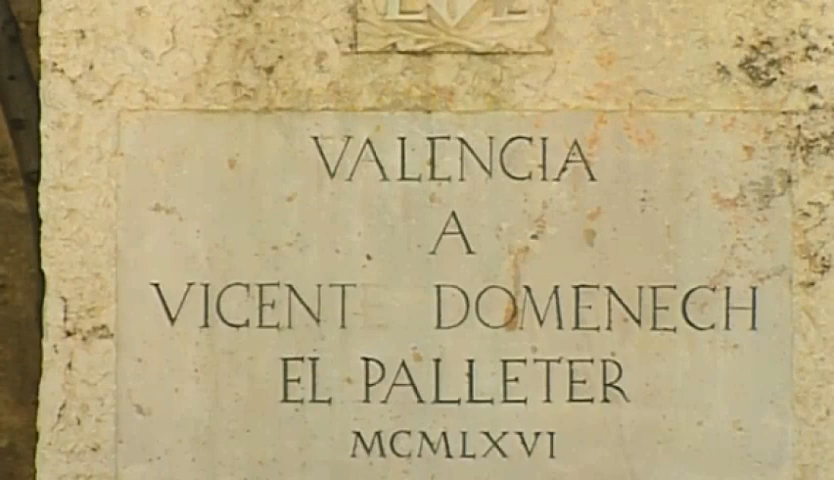 L L
VALENCIA
A
VICENT DOMENECH
EL PALLETER
MCMLXVI